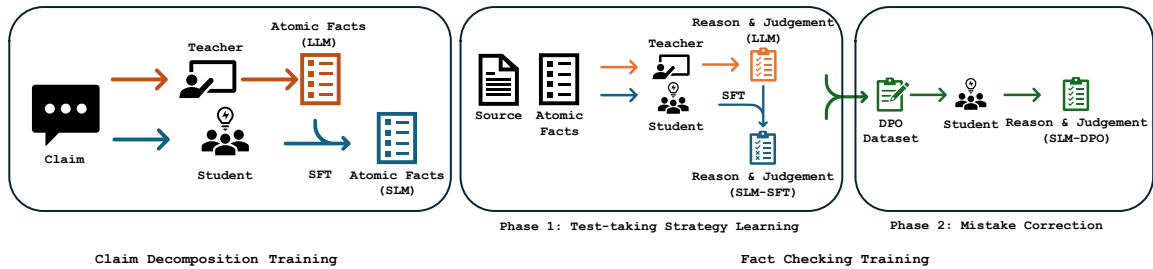 Claim
Teacher
Student
Atomic Facts
(LLM)
SFT
Atomic Facts
(SLM)
Claim Decomposition Training
Source
Atomic
Facts
Teacher
Student
Reason & Judgement
(LLM)
SFT
Reason & Judgement
(SLM-SFT)
Phase 1: Test-taking Strategy Learning
DPO
Dataset
Student
Reason & Judgement
(SLM-DPO)
Phase 2: Mistake Correction
Fact Checking Training